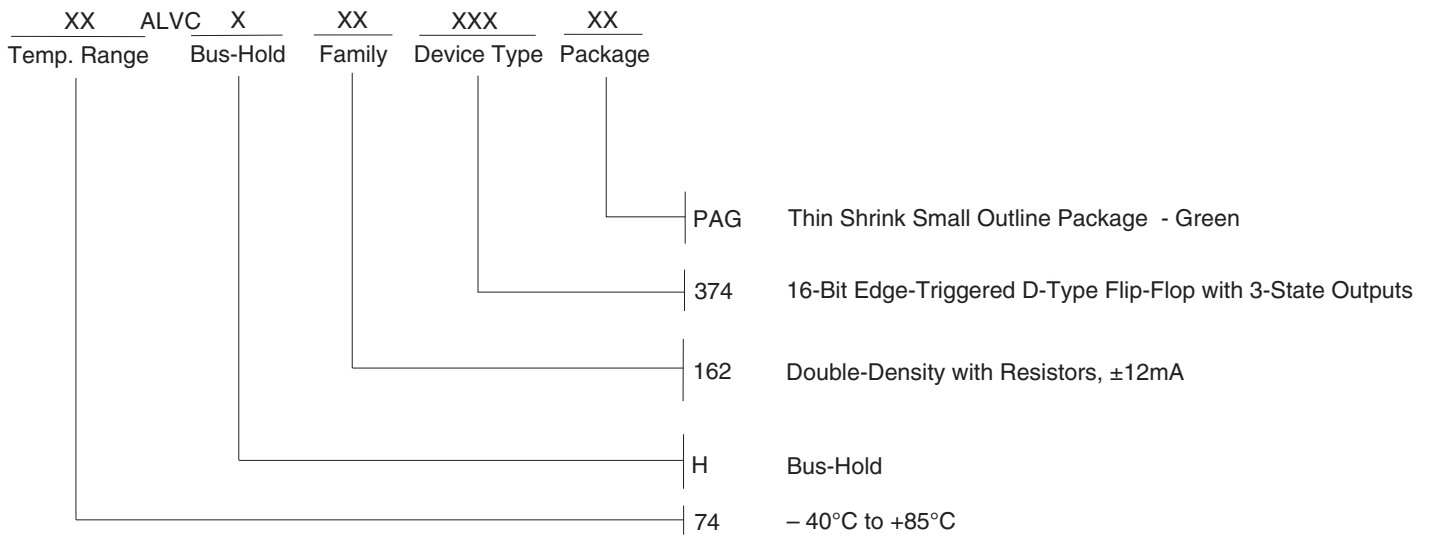 XX ALVC X XX XXX XX
Temp. Range Bus-Hold Family Device Type Package
PAG Thin Shrink Small Outline Package - Green
374 16-Bit Edge-Triggered D-Type Flip-Flop with 3-State Outputs
162 Double-Density with Resistors, ±12mA
H Bus-Hold
74 – 40°C to +85°C